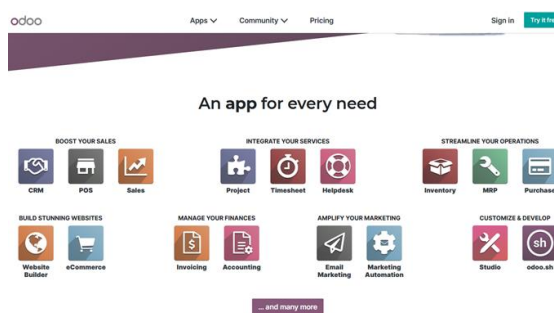 odoo
Apps Community Pricing
Sign in
An app for every need
BOOST YOUR SALES
CRM POS Sales
INTEGRATE YOUR SERVICES
Project Timesheet Helpdesk
STREAMLINE YOUR OPERATIONS
Inventory MRP Purchase
BUILD STUNNING WEBSITES
Website Builder eCommerce
MANAGE YOUR FINANCES
$
Invoicing Accounting
AMPLIFY YOUR MARKETING
Email Marketing Marketing Automation
CUSTOMIZE & DEVELOP
sh
Studio odoo.sh
... and many more